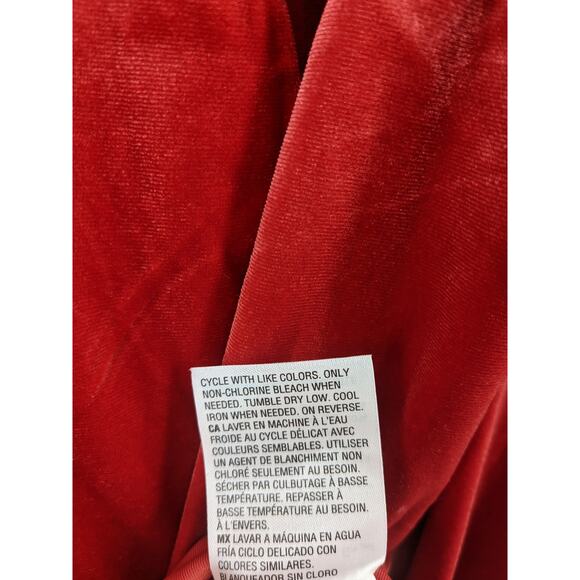 CYCLE WITH LIKE COLORS. ONLY
NON-CHLORINE BLEACH WHEN
NEEDED. TUMBLE DRY LOW. COOL
IRON WHEN NEEDED. ON REVERSE.
CA LAVER EN MACHINE À L'EAU
FROIDE AU CYCLE DÉLICAT AVEC
COULEURS SEMBLABLES. UTILISER
UN AGENT DE BLANCHIMENT NON
CHLORÉ SEULEMENT AU BESOIN.
SÉCHER PAR CULBUTAGE À BASSE
TEMPÉRATURE. REPASSER À
BASSE TEMPÉRATURE AU BESOIN.
À L'ENVERS.
MX LAVAR A MÁQUINA EN AGUA
FRÍA CICLO DELICADO CON
COLORES SIMILARES.
BLANQUEADOR SIN CLORO